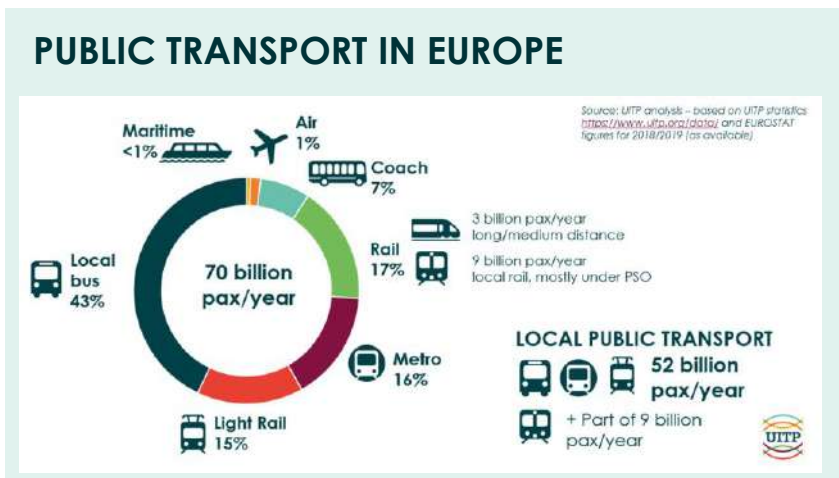 PUBLIC TRANSPORT IN EUROPE
Source: UITP analysis – based on UITP statistics
https://www.uitp.org/data/ and EUROSTAT
figures for 2018/2019 (as available)
Maritime
<1%
Air
1%
Coach
7%
Rail
17%
3 billion pax/year
long/medium distance
9 billion pax/year
local rail, mostly under PSO
Local
bus
43%
70 billion
pax/year
Metro
16%
Light Rail
15%
LOCAL PUBLIC TRANSPORT
52 billion
pax/year
+ Part of 9 billion
pax/year
UITP